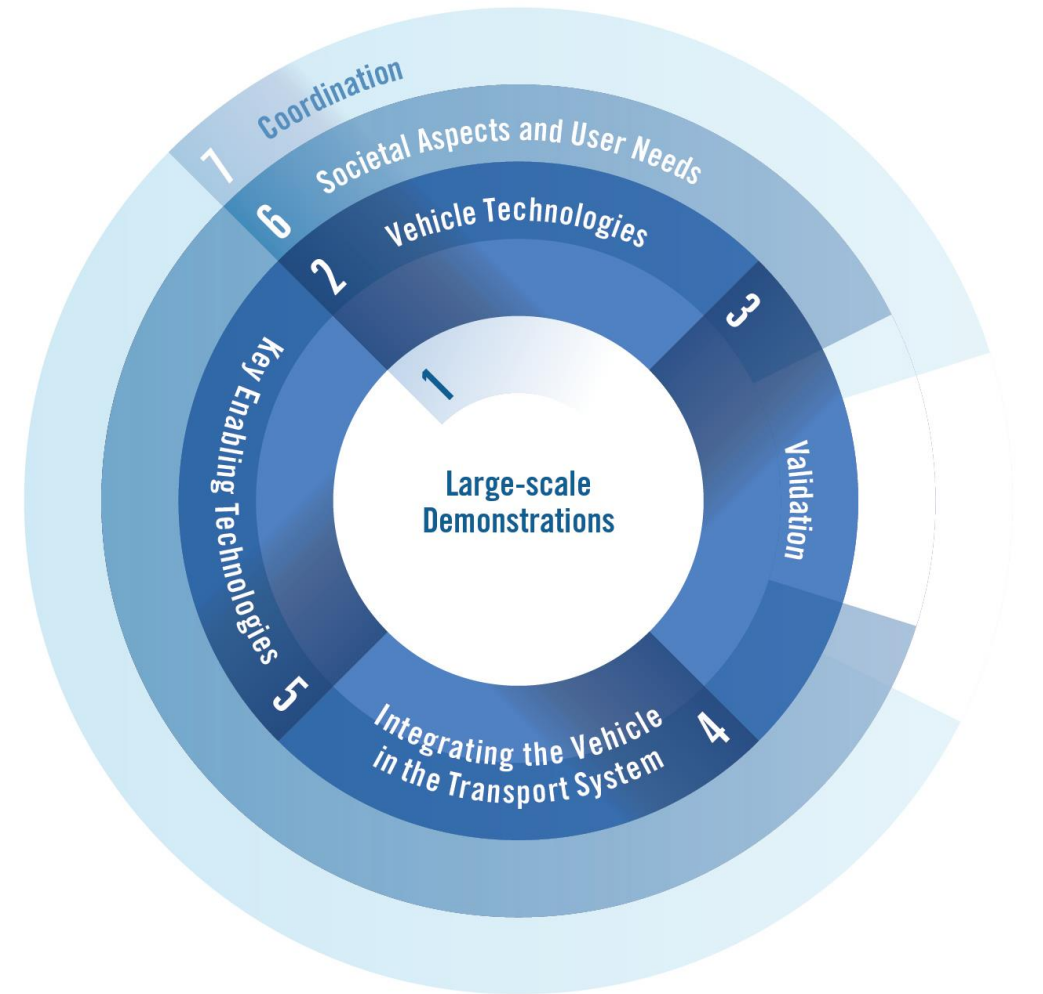 7 Coordination
6 Societal Aspects and User Needs
2 Vehicle Technologies
3 Validation
1
Large-scale
Demonstrations
5 Key Enabling Technologies
4 Integrating the Vehicle
in the Transport System